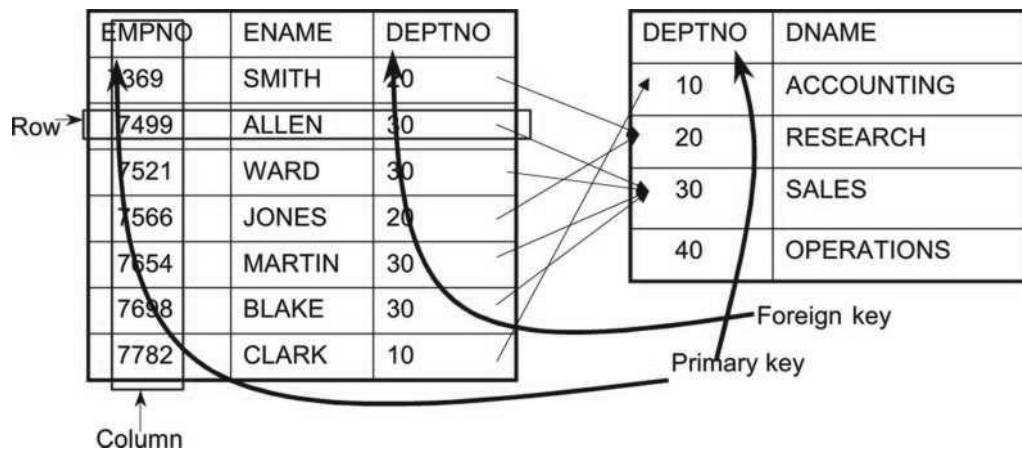 EMPNO ENAME DEPTNO
7369 SMITH 20
7499 ALLEN 30
7521 WARD 30
7566 JONES 20
7654 MARTIN 30
7698 BLAKE 30
7782 CLARK 10
DEPTNO DNAME
10 ACCOUNTING
20 RESEARCH
30 SALES
40 OPERATIONS
Row
Foreign key
Primary key
Column